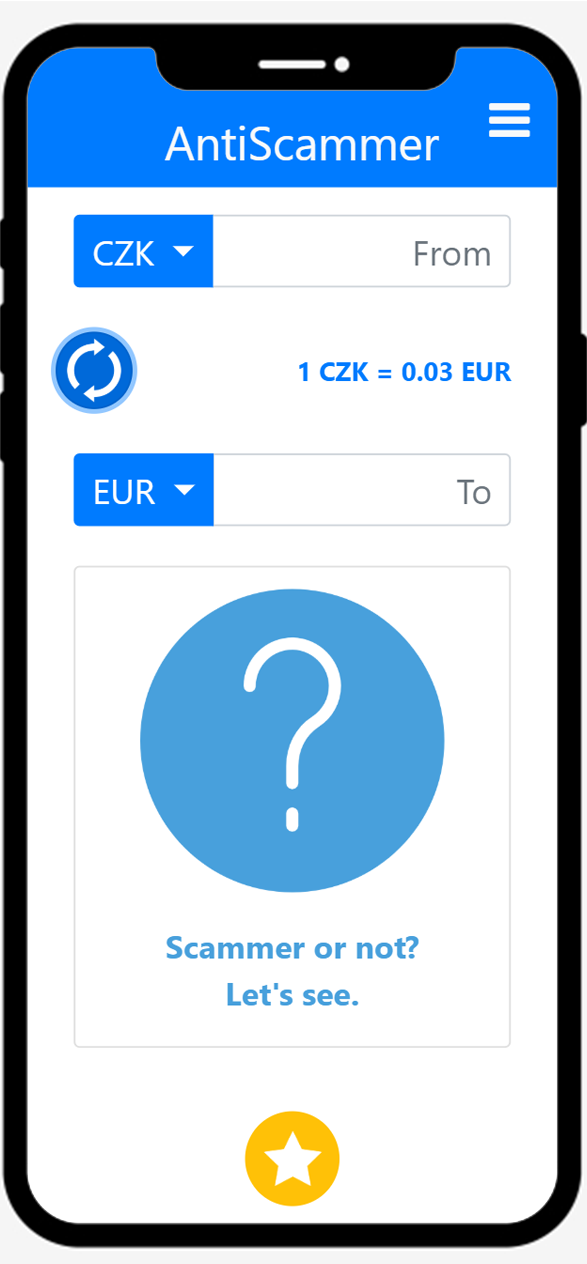 AntiScammer
CZK
From
1 CZK = 0.03 EUR
EUR
To
Scammer or not?
Let's see.